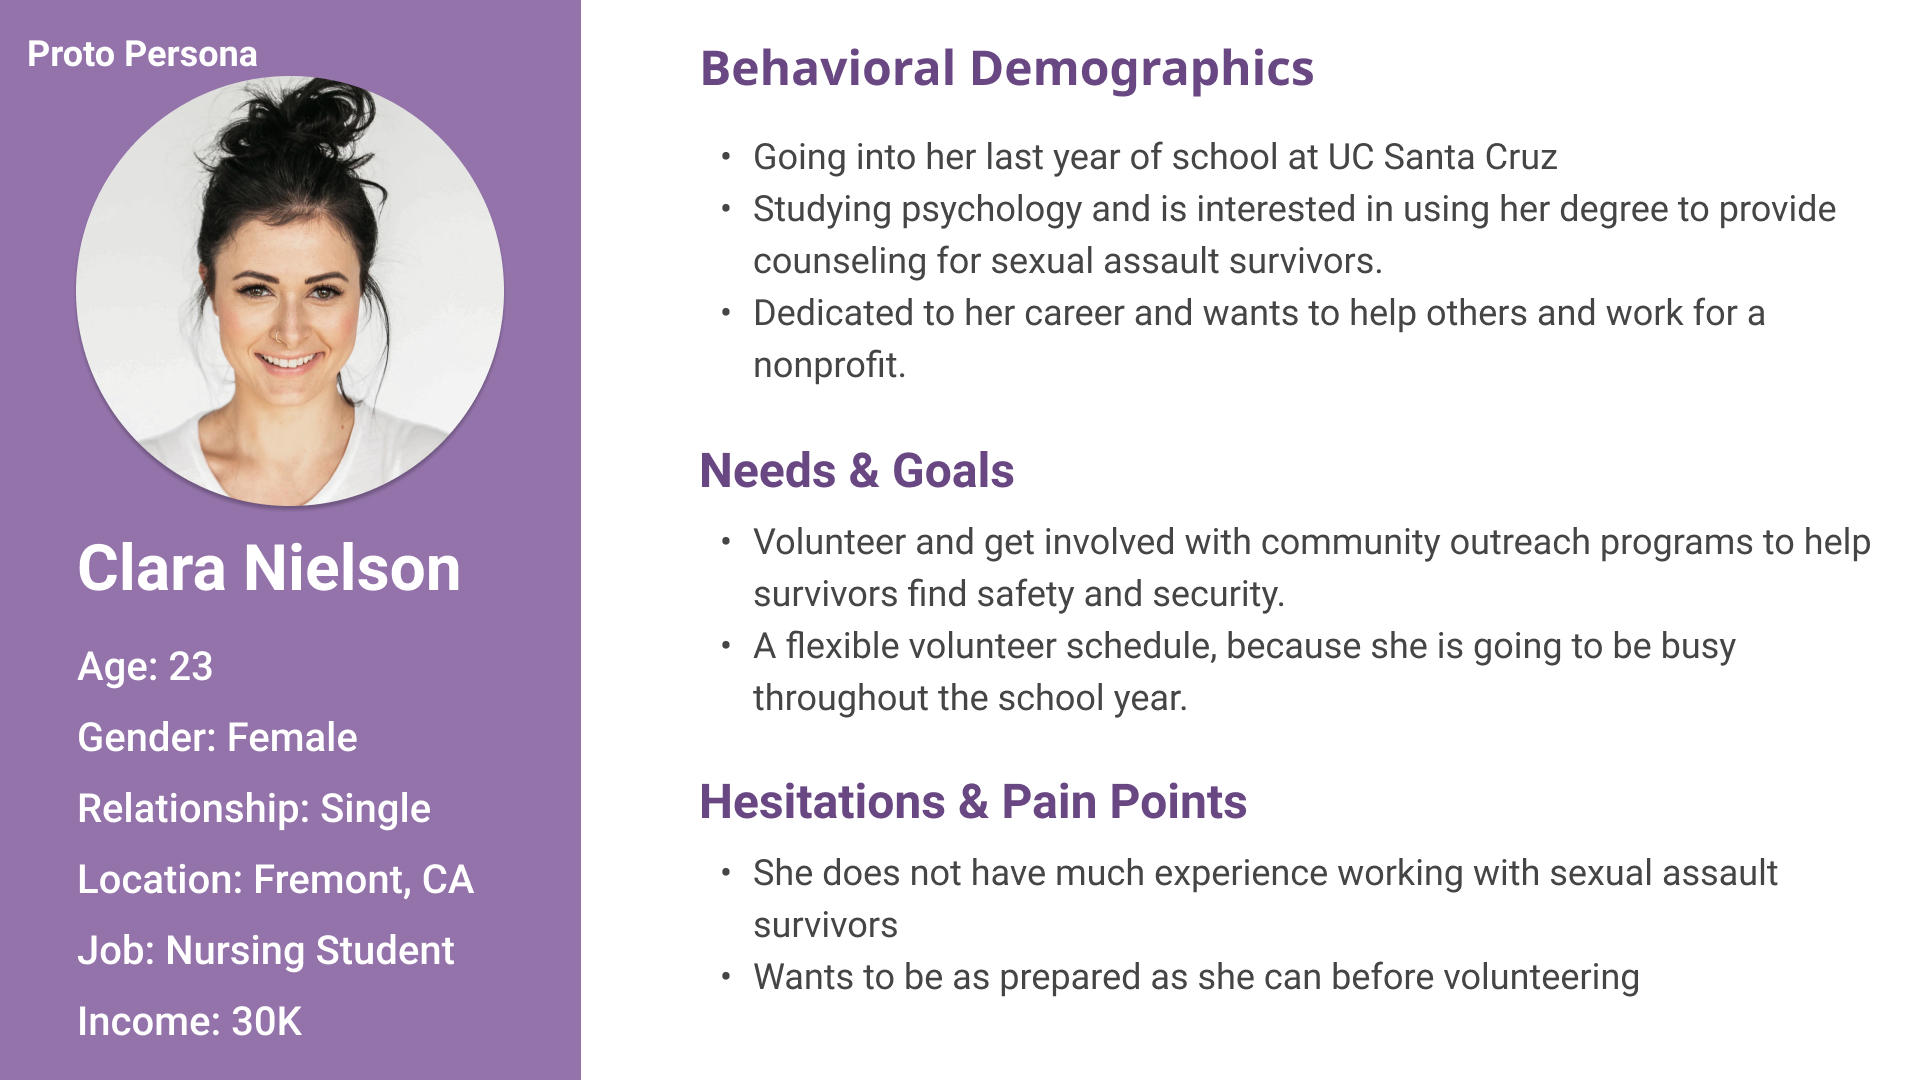 Proto Persona
Clara Nielson
Age: 23
Gender: Female
Relationship: Single
Location: Fremont, CA
Job: Nursing Student
Income: 30K
Behavioral Demographics
• Going into her last year of school at UC Santa Cruz
• Studying psychology and is interested in using her degree to provide
counseling for sexual assault survivors.
• Dedicated to her career and wants to help others and work for a
nonprofit.
Needs & Goals
• Volunteer and get involved with community outreach programs to help
survivors find safety and security.
• A flexible volunteer schedule, because she is going to be busy
throughout the school year.
Hesitations & Pain Points
• She does not have much experience working with sexual assault
survivors
• Wants to be as prepared as she can before volunteering